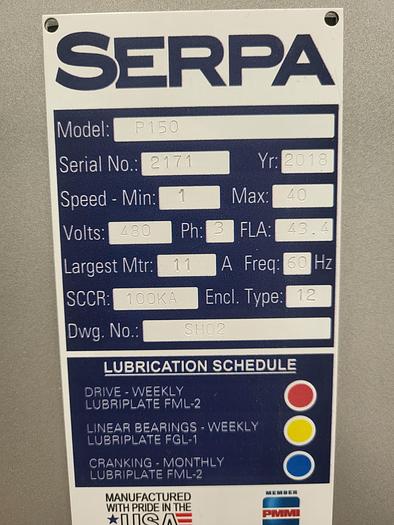 SERPA
Model: P150
Serial No.: 2171 Yr: 2018
Speed - Min: 1 Max: 40
Volts: 480 Ph: 3 FLA: 43.4
Largest Mtr: 11 A Freq: 60 Hz
SCCR: 100KA Encl. Type: 12
Dwg. No.: SH02
LUBRICATION SCHEDULE
DRIVE - WEEKLY
LUBRIPLATE FML-2
LINEAR BEARINGS - WEEKLY
LUBRIPLATE FGL-1
CRANKING - MONTHLY
LUBRIPLATE FML-2
MANUFACTURED
WITH PRIDE IN THE
USA
MEMBER
PMMI